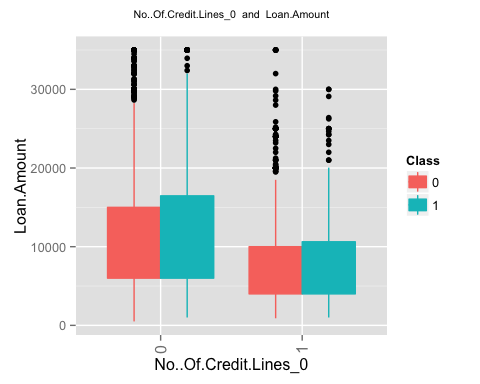 No..Of.Credit.Lines_0 and Loan.Amount
Loan.Amount
30000
20000
10000
0
0
1
No..Of.Credit.Lines_0
Class
0
1